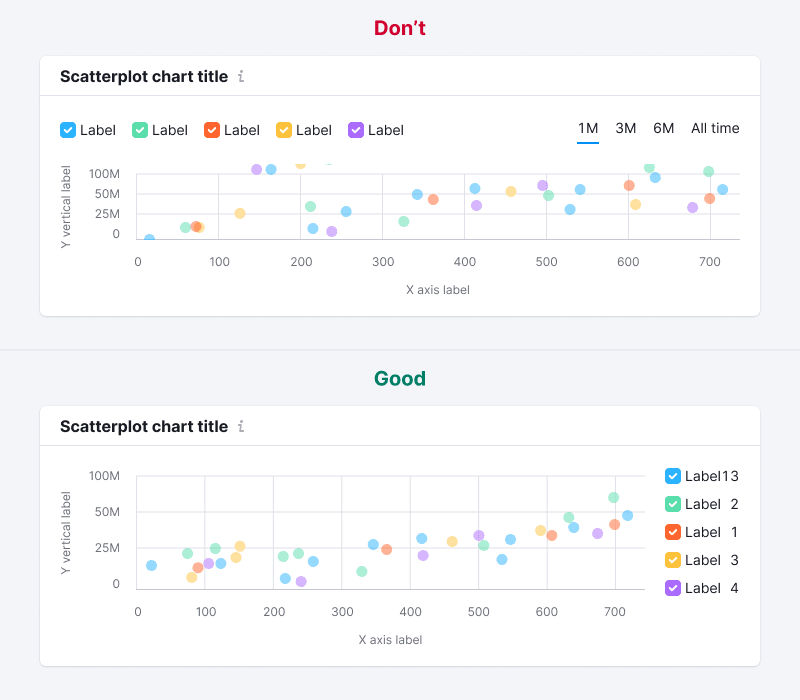 Don't
Scatterplot chart title i
Label Label Label Label Label 1M 3M 6M All time
Y vertical label
100M
50M
25M
0
0 100 200 300 400 500 600 700
X axis label
Good
Scatterplot chart title i
Y vertical label
100M
50M
25M
0
0 100 200 300 400 500 600 700
X axis label
Label13
Label 2
Label 1
Label 3
Label 4